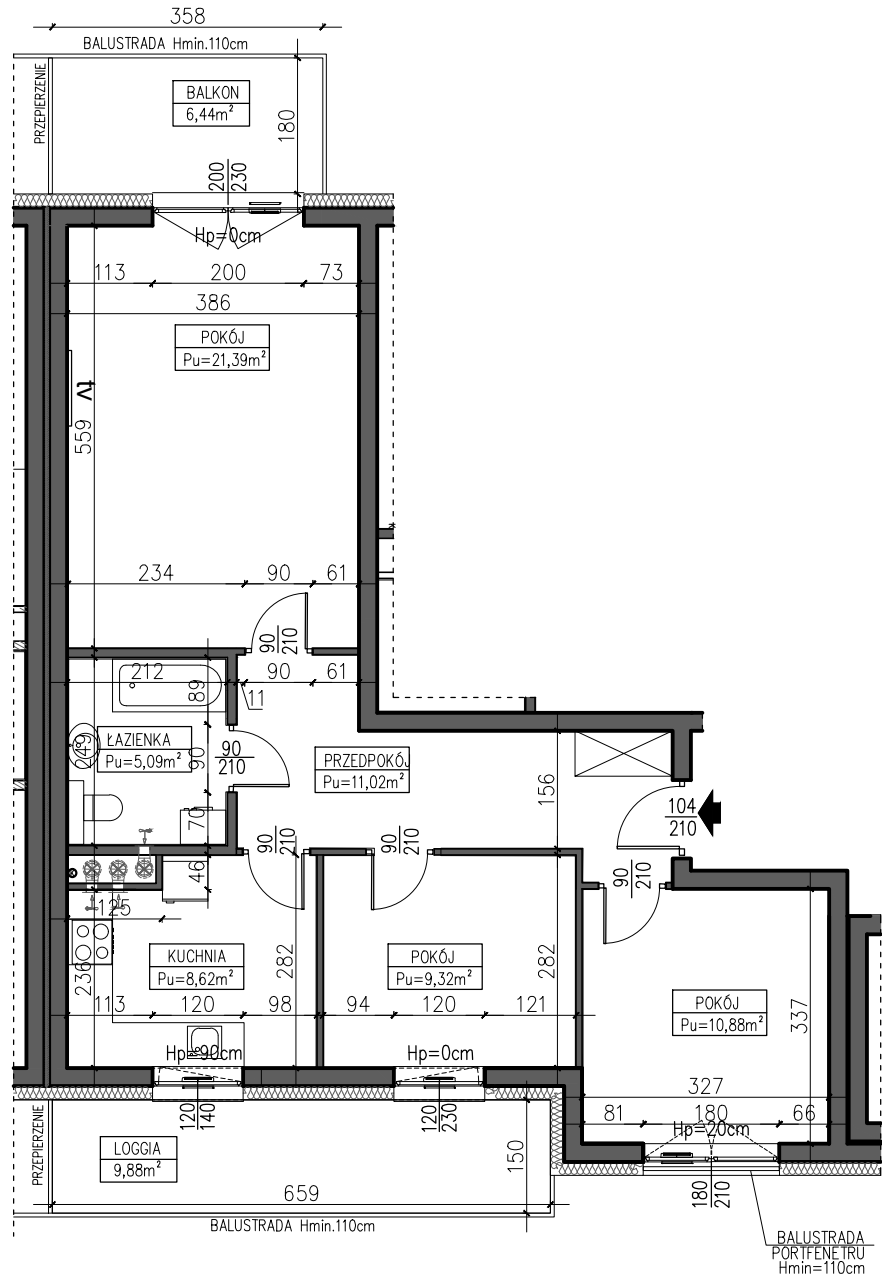 358
BALUSTRADA Hmin.110cm
PRZEPIERZENIE
BALKON
6,44m²
180
200
230
Hp=0cm
113
200
73
386
POKÓJ
Pu=21,39m²
tv
559
234
90
61
90
210
212
90
61
11
89
ŁAZIENKA
Pu=5,09m²
249
90
90
210
PRZEDPOKÓJ
Pu=11,02m²
156
104
210
70
90
210
90
210
90
210
46
125
KUCHNIA
Pu=8,62m²
236
282
POKÓJ
Pu=9,32m²
282
113
120
98
94
120
121
POKÓJ
Pu=10,88m²
337
Hp=90cm
Hp=0cm
327
81
180
66
Hp=20cm
120
140
120
230
PRZEPIERZENIE
LOGGIA
9,88m²
150
659
180
210
BALUSTRADA Hmin.110cm
BALUSTRADA
PORTFENETRU
Hmin=110cm